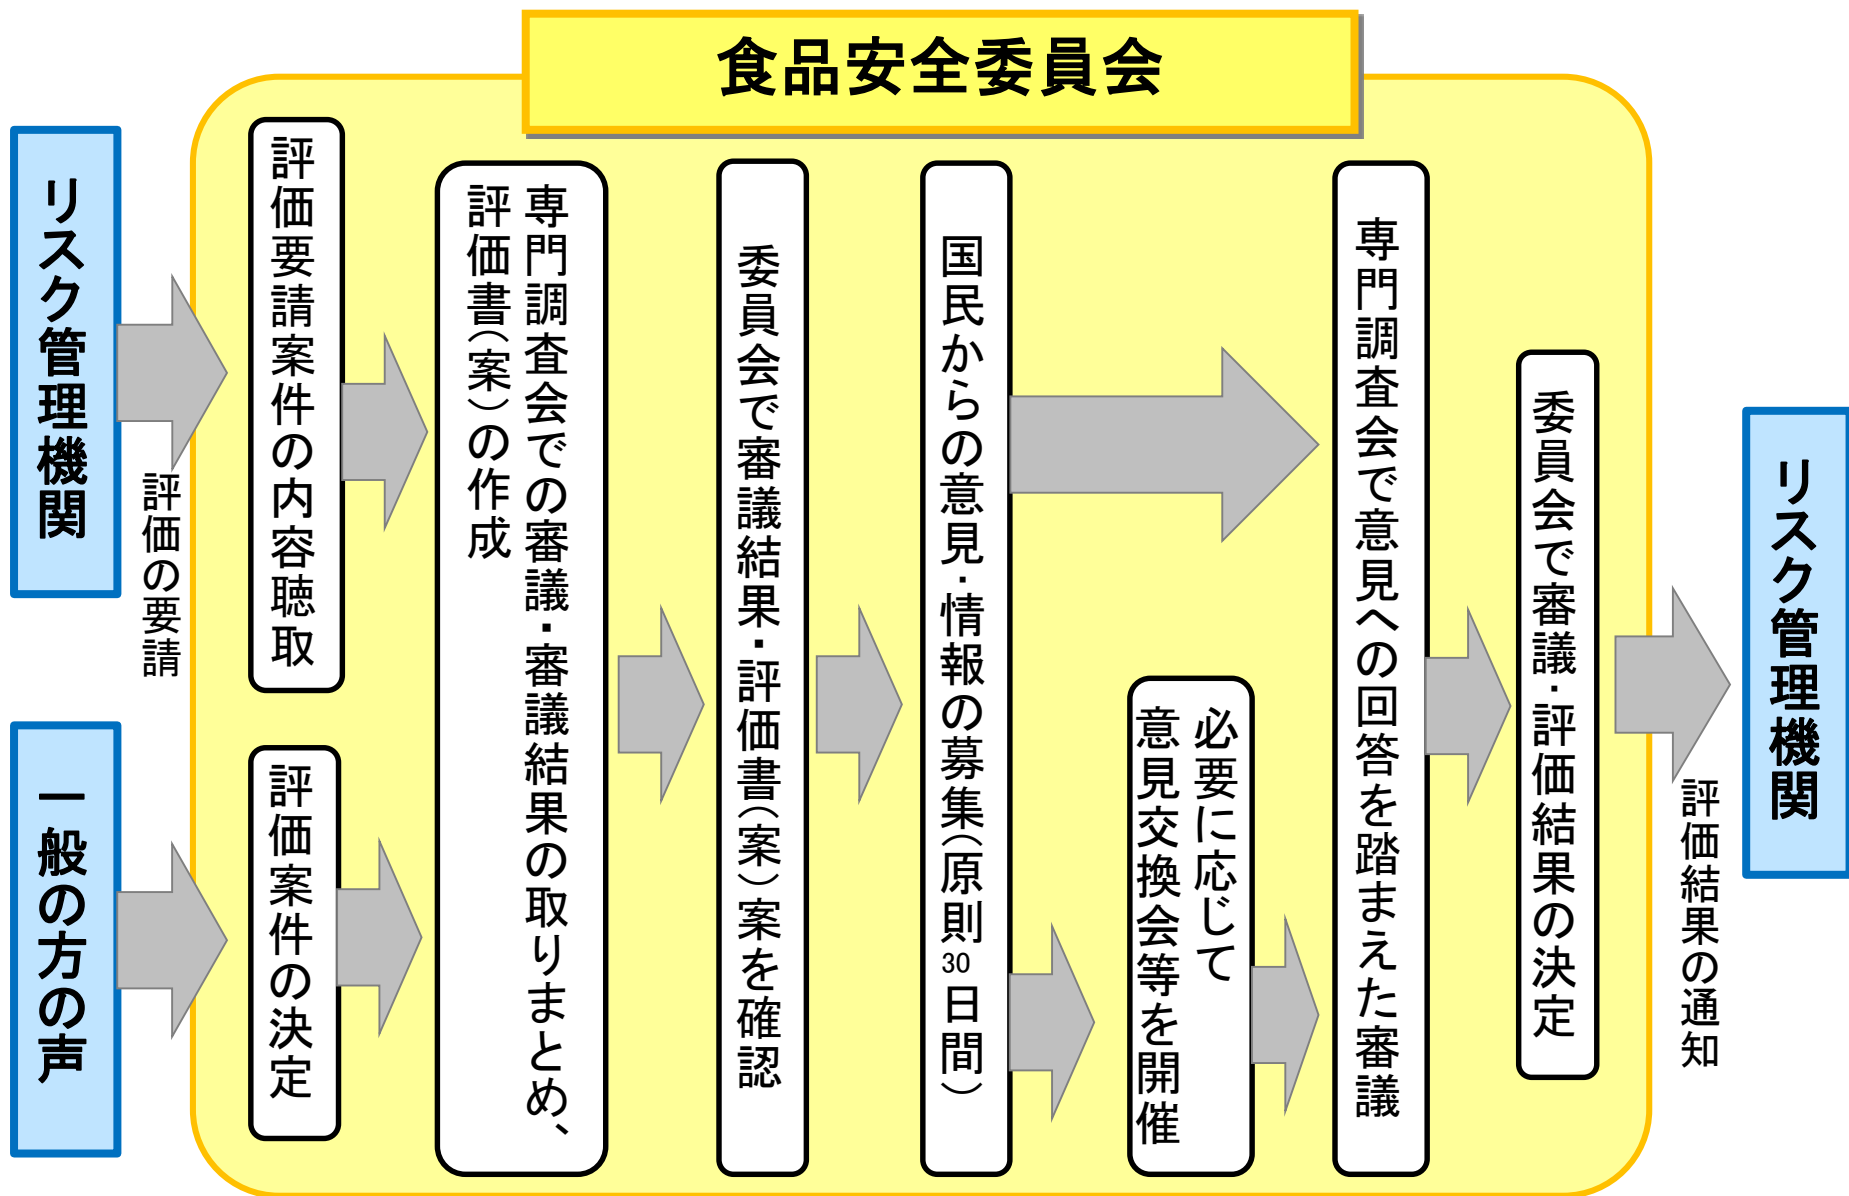 食品安全委員会
リスク管理機関
評価の要請
一般の方の声
評価要請案件の内容聴取
評価案件の決定
専門調査会での審議・審議結果の取りまとめ、
評価書（案）の作成
委員会で審議結果・評価書（案）案を確認
国民からの意見・情報の募集（原則30日間）
必要に応じて
意見交換会等を開催
専門調査会で意見への回答を踏まえた審議
委員会で審議・評価結果の決定
評価結果の通知
リスク管理機関